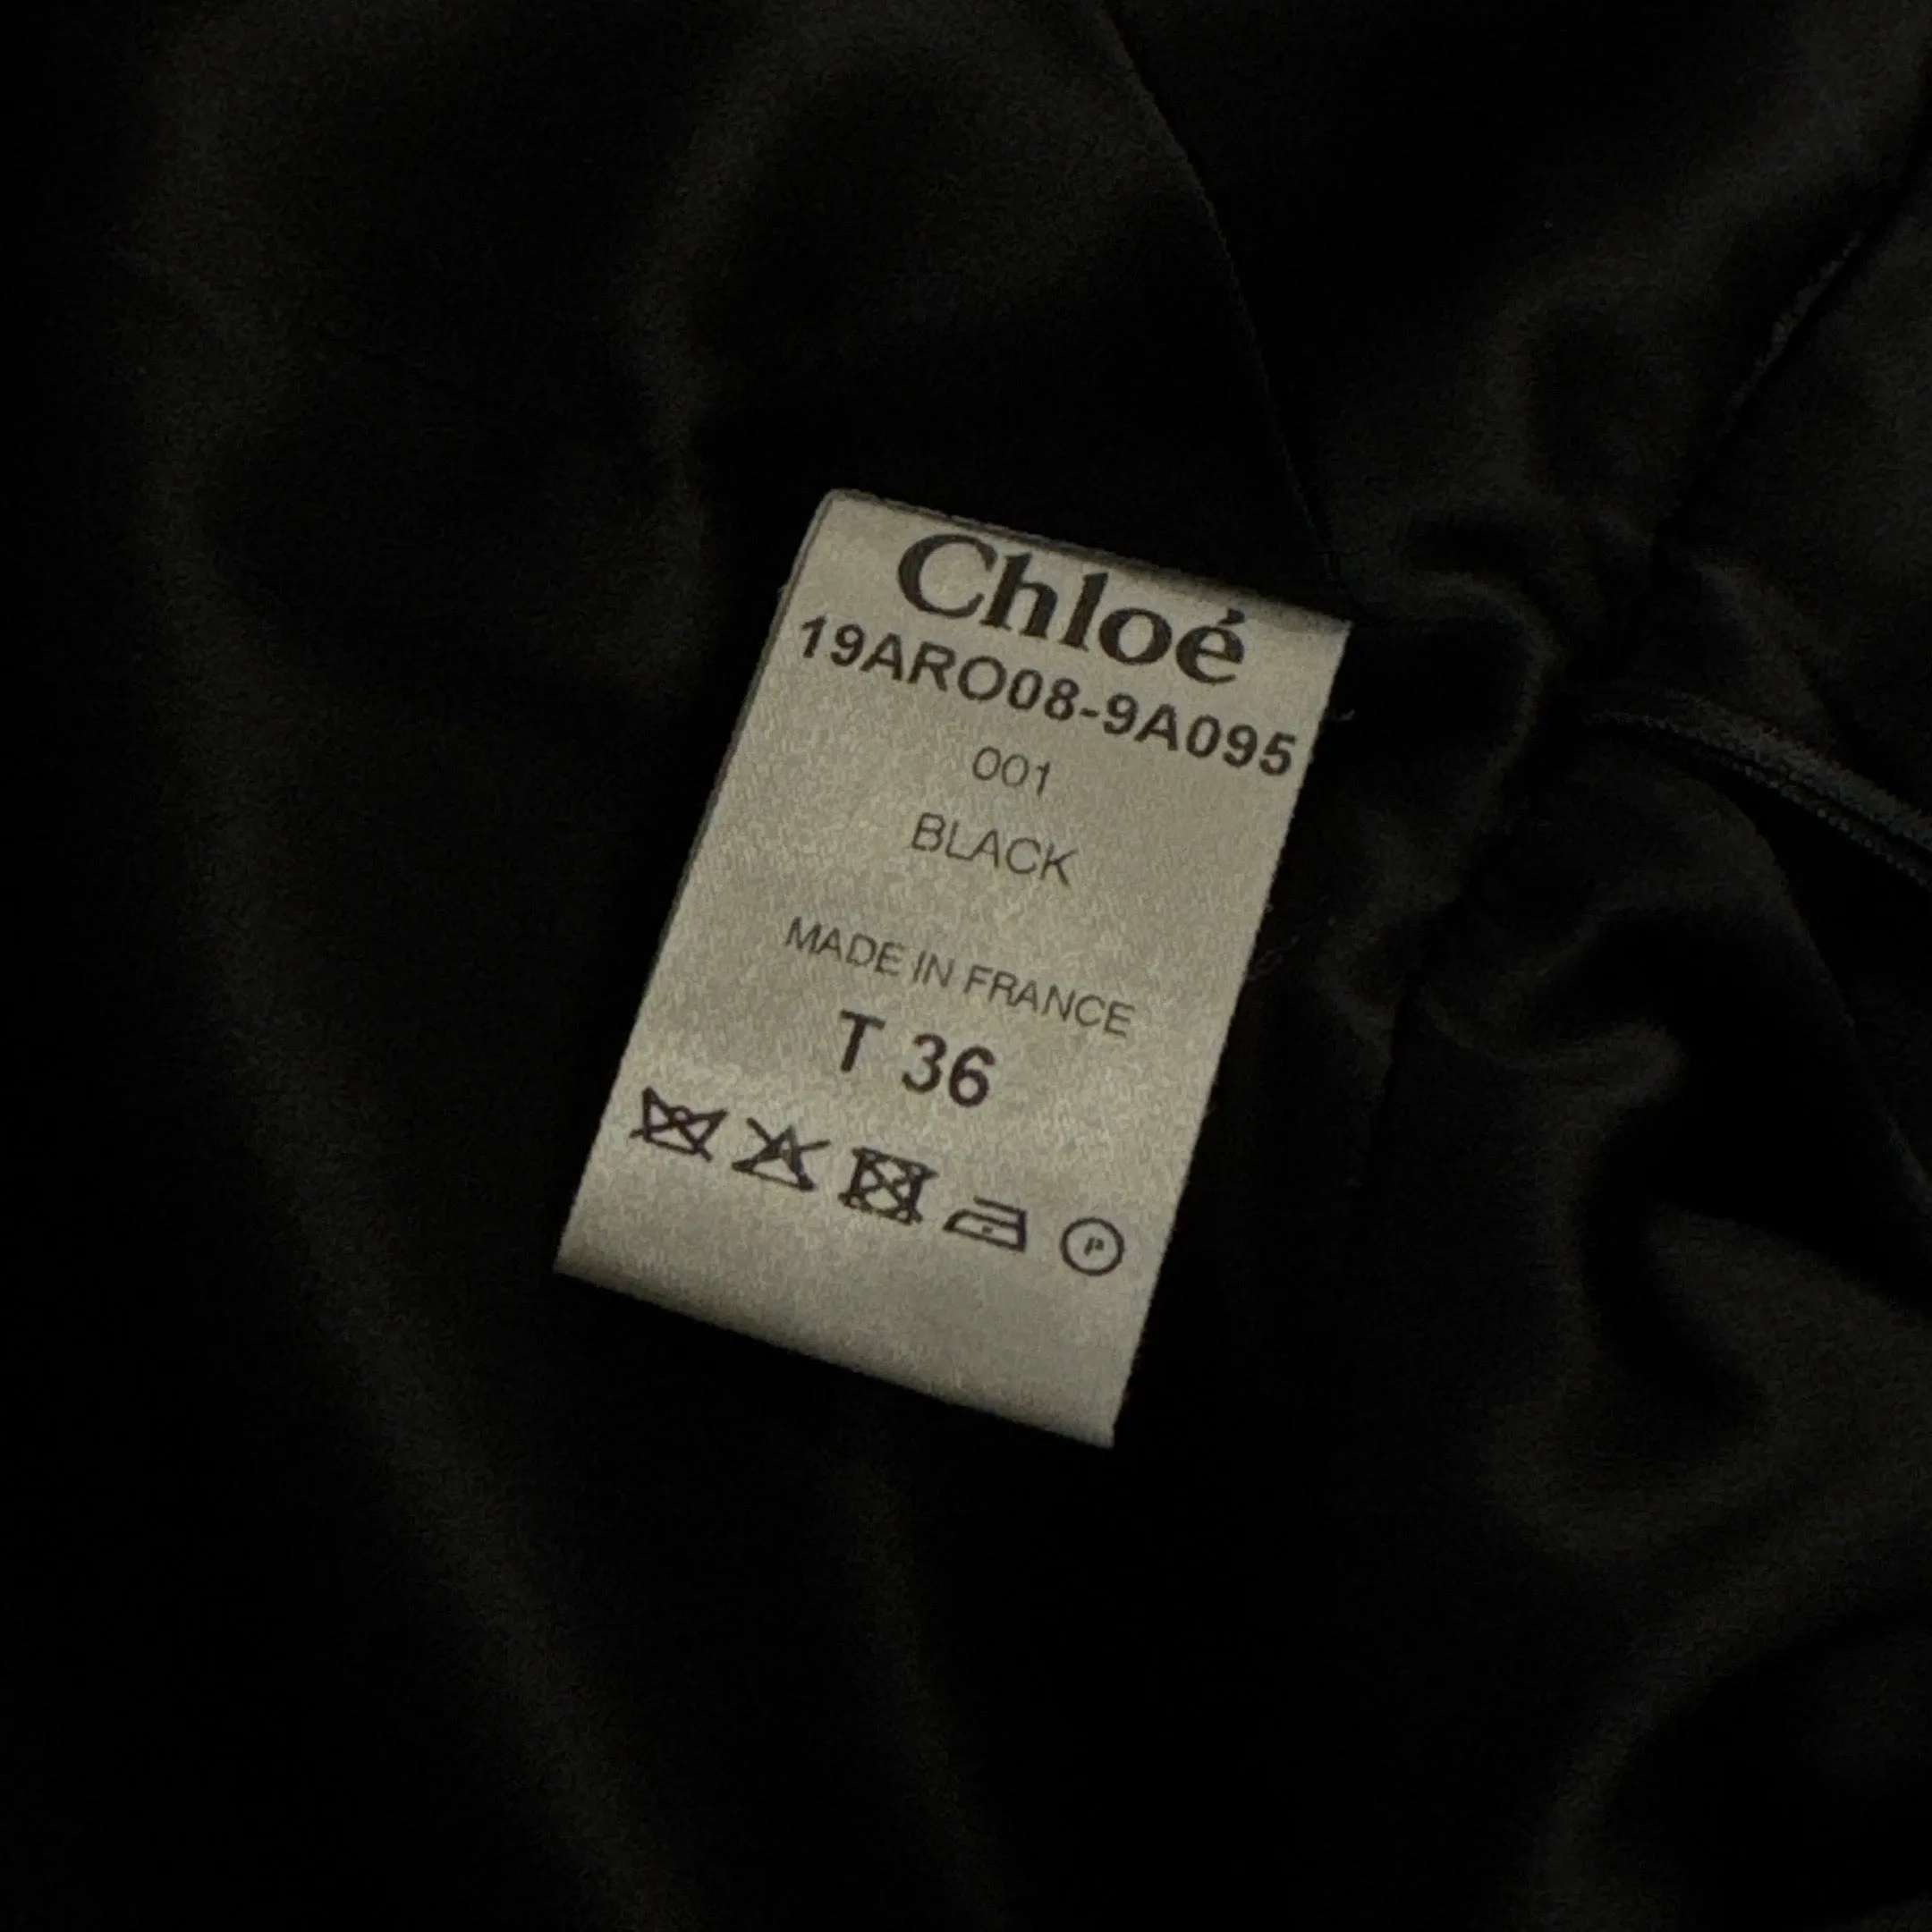 Chloé
19ARO08-9A095
001
BLACK
MADE IN FRANCE
T 36
P